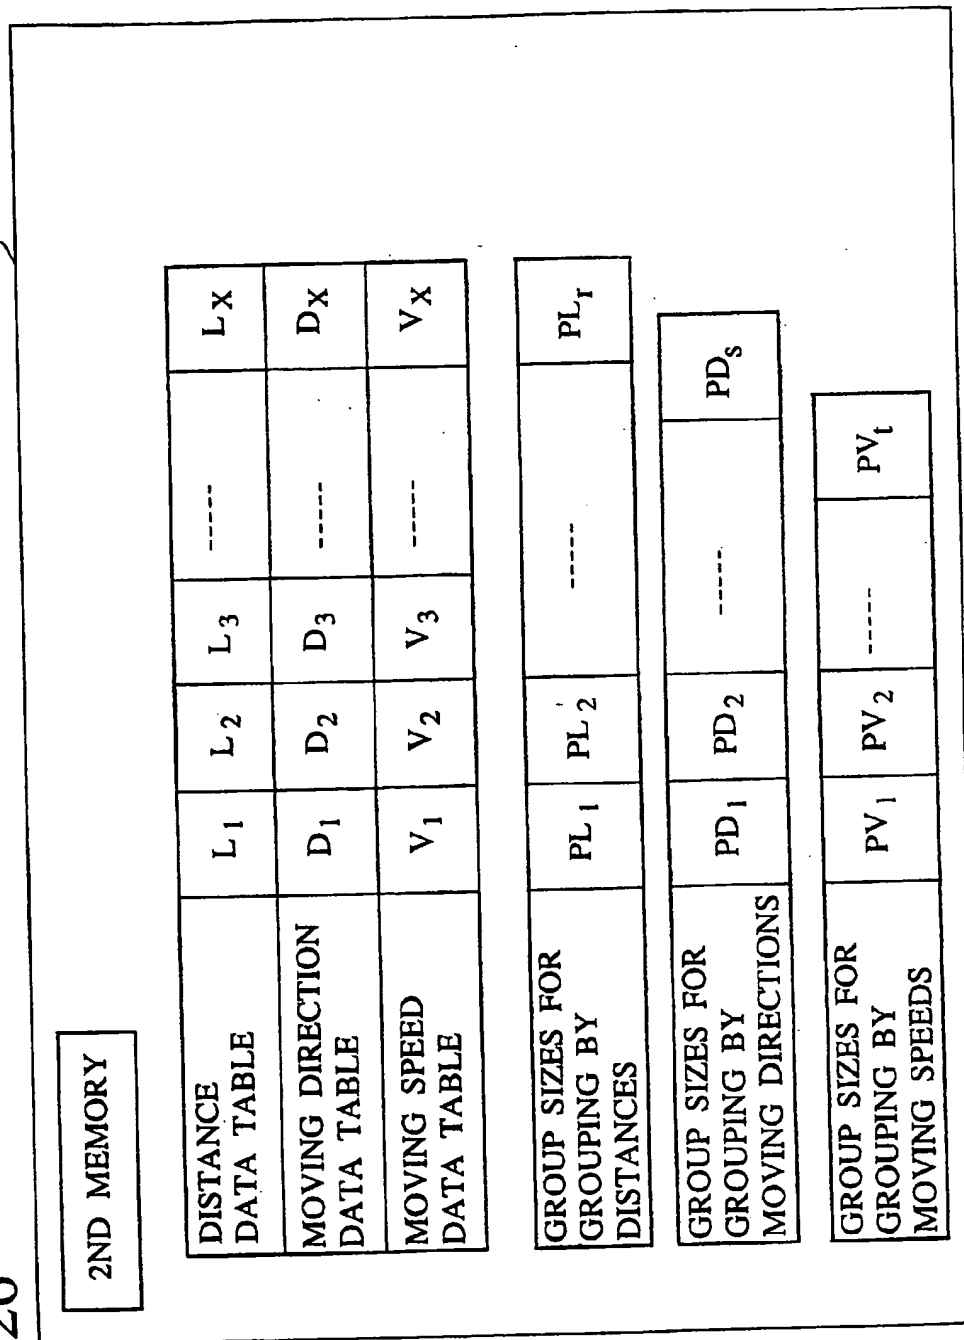 2ND MEMORY
DISTANCE
DATA TABLE
L1 L2 L3 ----- LX
MOVING DIRECTION
DATA TABLE
D1 D2 D3 ------ DX
MOVING SPEED
DATA TABLE
V1 V2 V3 ------ VX
GROUP SIZES FOR
GROUPING BY
DISTANCES
PL1 PL2 ------ PLr
GROUP SIZES FOR
GROUPING BY
MOVING DIRECTIONS
PD1 PD2 ------ PDs
GROUP SIZES FOR
GROUPING BY
MOVING SPEEDS
PV1 PV2 ----- PVt